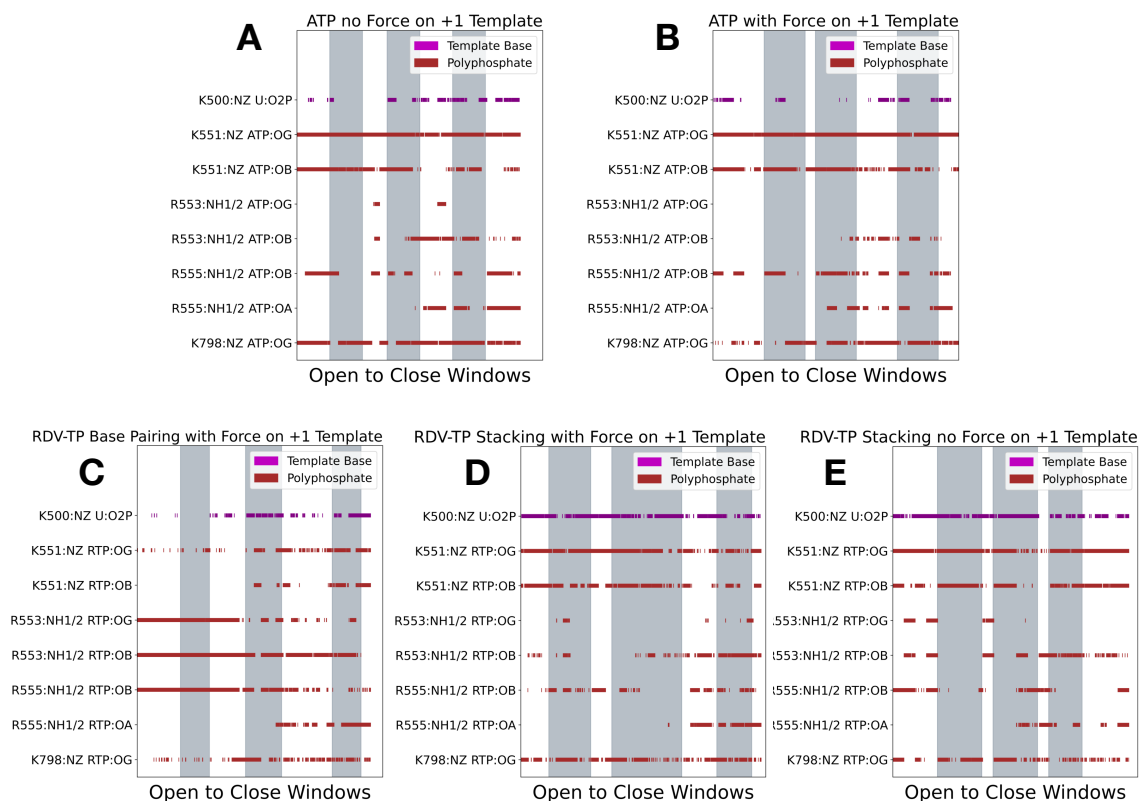 A
ATP no Force on +1 Template
Template Base
Polyphosphate
K500:NZ U:O2P
K551:NZ ATP:OG
K551:NZ ATP:OB
R553:NH1/2 ATP:OG
R553:NH1/2 ATP:OB
R555:NH1/2 ATP:OB
R555:NH1/2 ATP:OA
K798:NZ ATP:OG
Open to Close Windows
B
ATP with Force on +1 Template
Template Base
Polyphosphate
K500:NZ U:O2P
K551:NZ ATP:OG
K551:NZ ATP:OB
R553:NH1/2 ATP:OG
R553:NH1/2 ATP:OB
R555:NH1/2 ATP:OB
R555:NH1/2 ATP:OA
K798:NZ ATP:OG
Open to Close Windows
RDV-TP Base Pairing with Force on +1 Template
C
Template Base
Polyphosphate
K500:NZ U:O2P
K551:NZ RTP:OG
K551:NZ RTP:OB
R553:NH1/2 RTP:OG
R553:NH1/2 RTP:OB
R555:NH1/2 RTP:OB
R555:NH1/2 RTP:OA
K798:NZ RTP:OG
Open to Close Windows
RDV-TP Stacking with Force on +1 Template
D
Template Base
Polyphosphate
K500:NZ U:O2P
K551:NZ RTP:OG
K551:NZ RTP:OB
R553:NH1/2 RTP:OG
R553:NH1/2 RTP:OB
R555:NH1/2 RTP:OB
R555:NH1/2 RTP:OA
K798:NZ RTP:OG
Open to Close Windows
RDV-TP Stacking no Force on +1 Template
E
Template Base
Polyphosphate
K500:NZ U:O2P
K551:NZ RTP:OG
K551:NZ RTP:OB
R553:NH1/2 RTP:OG
R553:NH1/2 RTP:OB
R555:NH1/2 RTP:OB
R555:NH1/2 RTP:OA
K798:NZ RTP:OG
Open to Close Windows